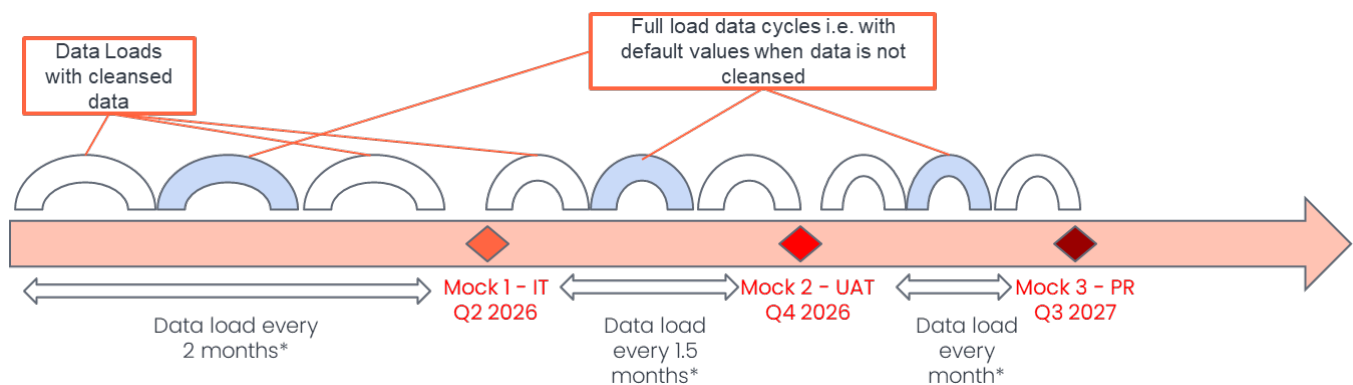 Data Loads
with cleansed
data
Full load data cycles i.e. with
default values when data is not
cleansed
Mock 1 - IT
Q2 2026
Mock 2 - UAT
Q4 2026
Mock 3 - PR
Q3 2027
Data load every
2 months*
Data load
every 1.5
months*
Data load
every
month*